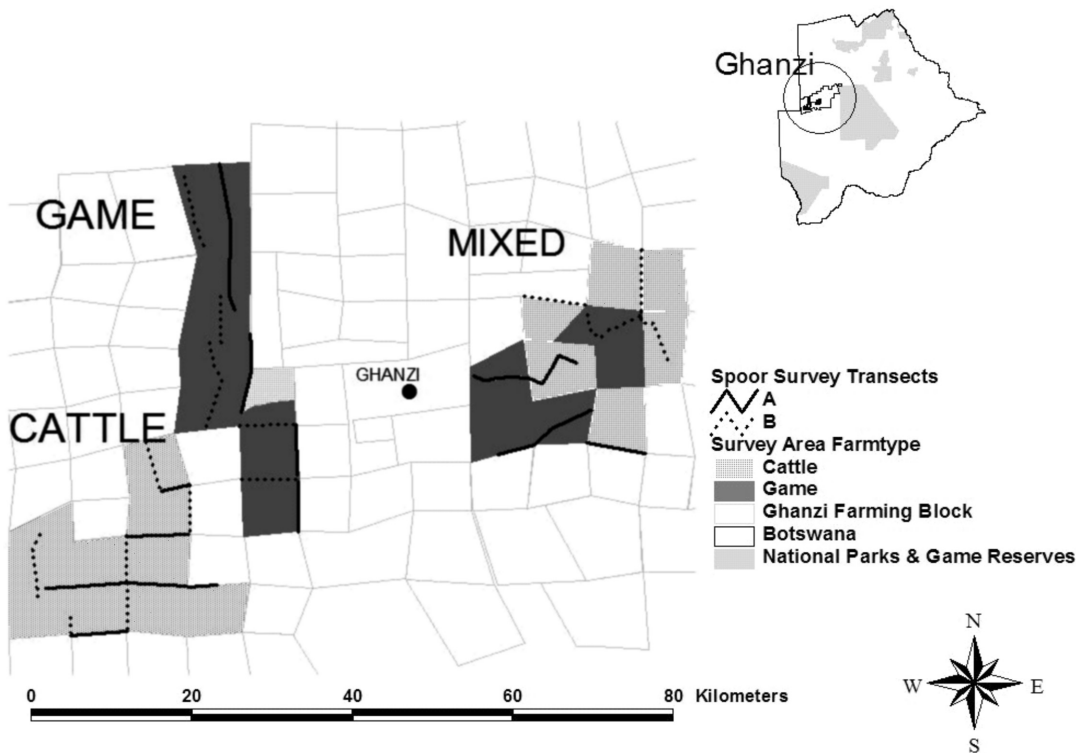 Ghanzi
GAME
MIXED
GHANZI
CATTLE
Spoor Survey Transects
A
B
Survey Area Farmtype
Cattle
Game
Ghanzi Farming Block
Botswana
National Parks & Game Reserves
0 20 40 60 80 Kilometers
N
W E
S